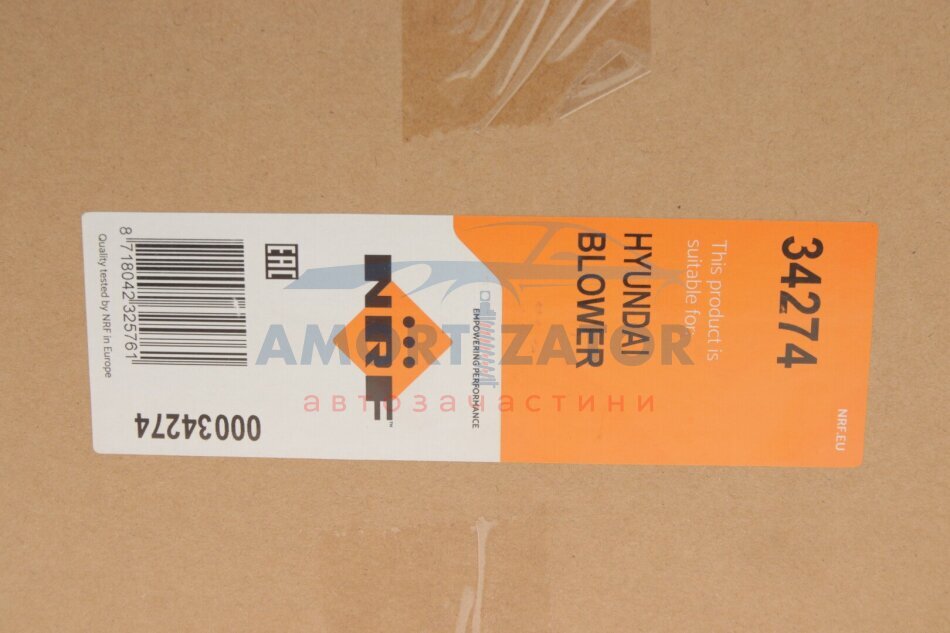 34274
This product is
suitable for:
HYUNDAI
BLOWER
NRF.EU
NRF™
EMPOWERING PERFORMANCE
EAC
00034274
8 718042 325761
Quality tested by NRF in Europe
AMORTIZATOR
автозапчастини